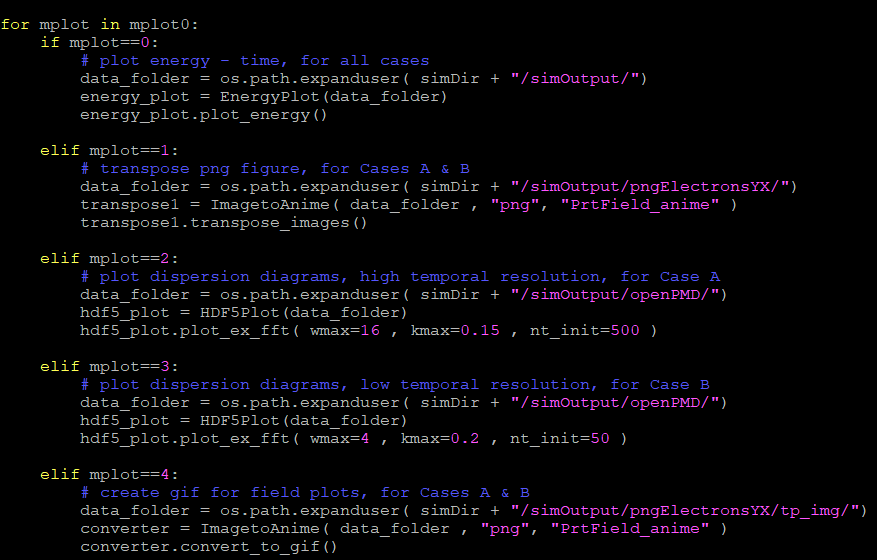 for mplot in mplot0:
    if mplot==0:
        # plot energy - time, for all cases
        data_folder = os.path.expanduser( simDir + "/simOutput/")
        energy_plot = EnergyPlot(data_folder)
        energy_plot.plot_energy()
    elif mplot==1:
        # transpose png figure, for Cases A & B
        data_folder = os.path.expanduser( simDir + "/simOutput/pngElectronsYX/")
        transpose1 = ImagetoAnime( data_folder , "png", "PrtField_anime" )
        transpose1.transpose_images()
    elif mplot==2:
        # plot dispersion diagrams, high temporal resolution, for Case A
        data_folder = os.path.expanduser( simDir + "/simOutput/openPMD/")
        hdf5_plot = HDF5Plot(data_folder)
        hdf5_plot.plot_ex_fft( wmax=16 , kmax=0.15 , nt_init=500 )
    elif mplot==3:
        # plot dispersion diagrams, low temporal resolution, for Case B
        data_folder = os.path.expanduser( simDir + "/simOutput/openPMD/")
        hdf5_plot = HDF5Plot(data_folder)
        hdf5_plot.plot_ex_fft( wmax=4 , kmax=0.2 , nt_init=50 )
    elif mplot==4:
        # create gif for field plots, for Cases A & B
        data_folder = os.path.expanduser( simDir + "/simOutput/pngElectronsYX/tp_img/")
        converter = ImagetoAnime( data_folder , "png", "PrtField_anime" )
        converter.convert_to_gif()